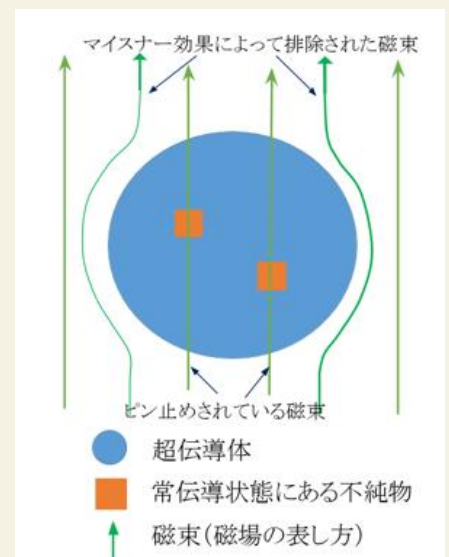 マイスナー効果によって排除された磁束
ピン止めされている磁束
超伝導体
常伝導状態にある不純物
磁束(磁場の表し方)